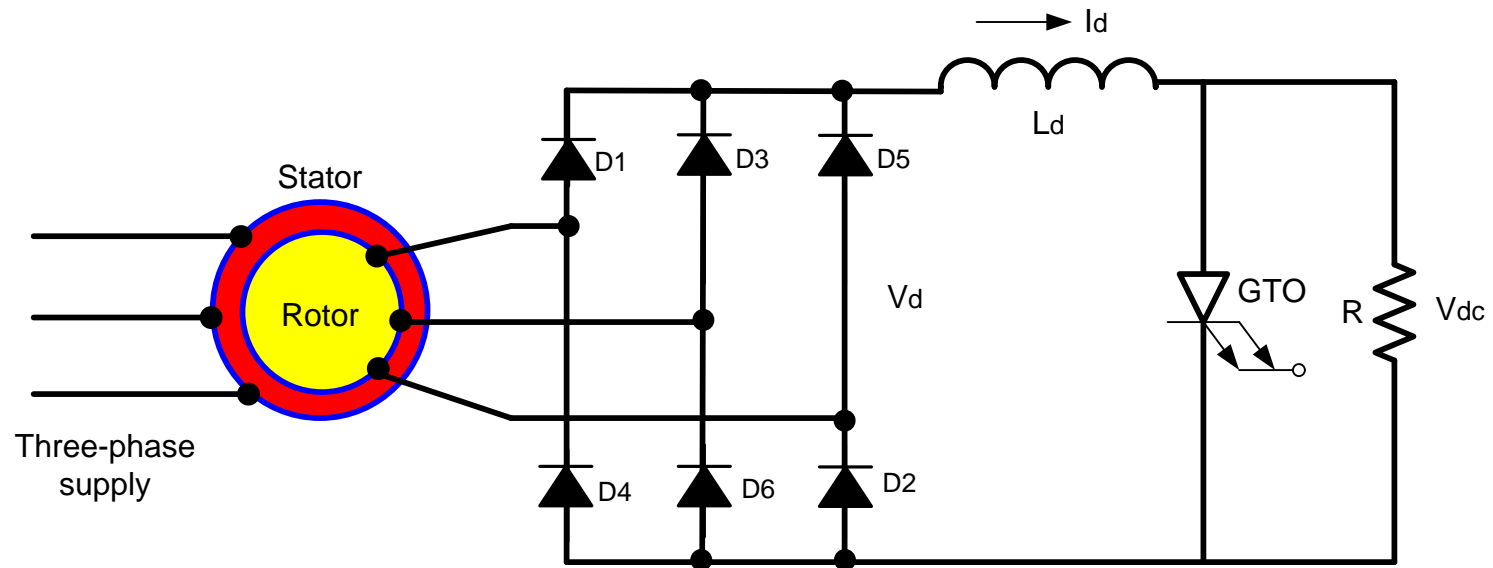 Id
Ld
D1
D3
D5
Stator
Rotor
Vd
GTO
R
Vdc
Three-phase
supply
D4
D6
D2